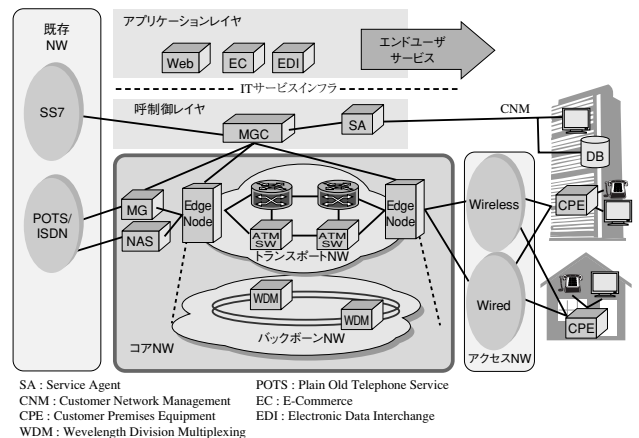 既存
NW
アプリケーションレイヤ
Web
EC
EDI
エンドユーザ
サービス
ITサービスインフラ
呼制御レイヤ
SS7
MGC
SA
CNM
DB
POTS/
ISDN
MG
NAS
Edge
Node
ATM
SW
ATM
SW
トランスポートNW
Edge
Node
Wireless
Wired
CPE
CPE
WDM
WDM
バックボーンNW
コアNW
アクセスNW
SA : Service Agent
CNM : Customer Network Management
CPE : Customer Premises Equipment
WDM : Wevelength Division Multiplexing
POTS : Plain Old Telephone Service
EC : E-Commerce
EDI : Electronic Data Interchange